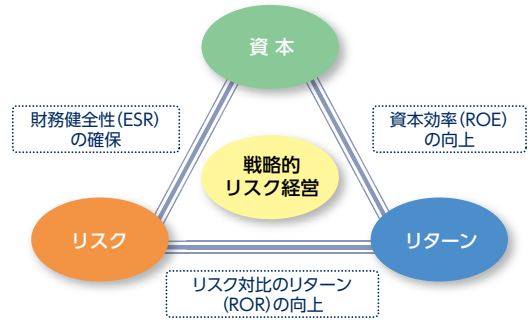 資本
財務健全性(ESR)
の確保
資本効率(ROE)
の向上
戦略的
リスク経営
リスク
リターン
リスク対比のリターン
(ROR)の向上